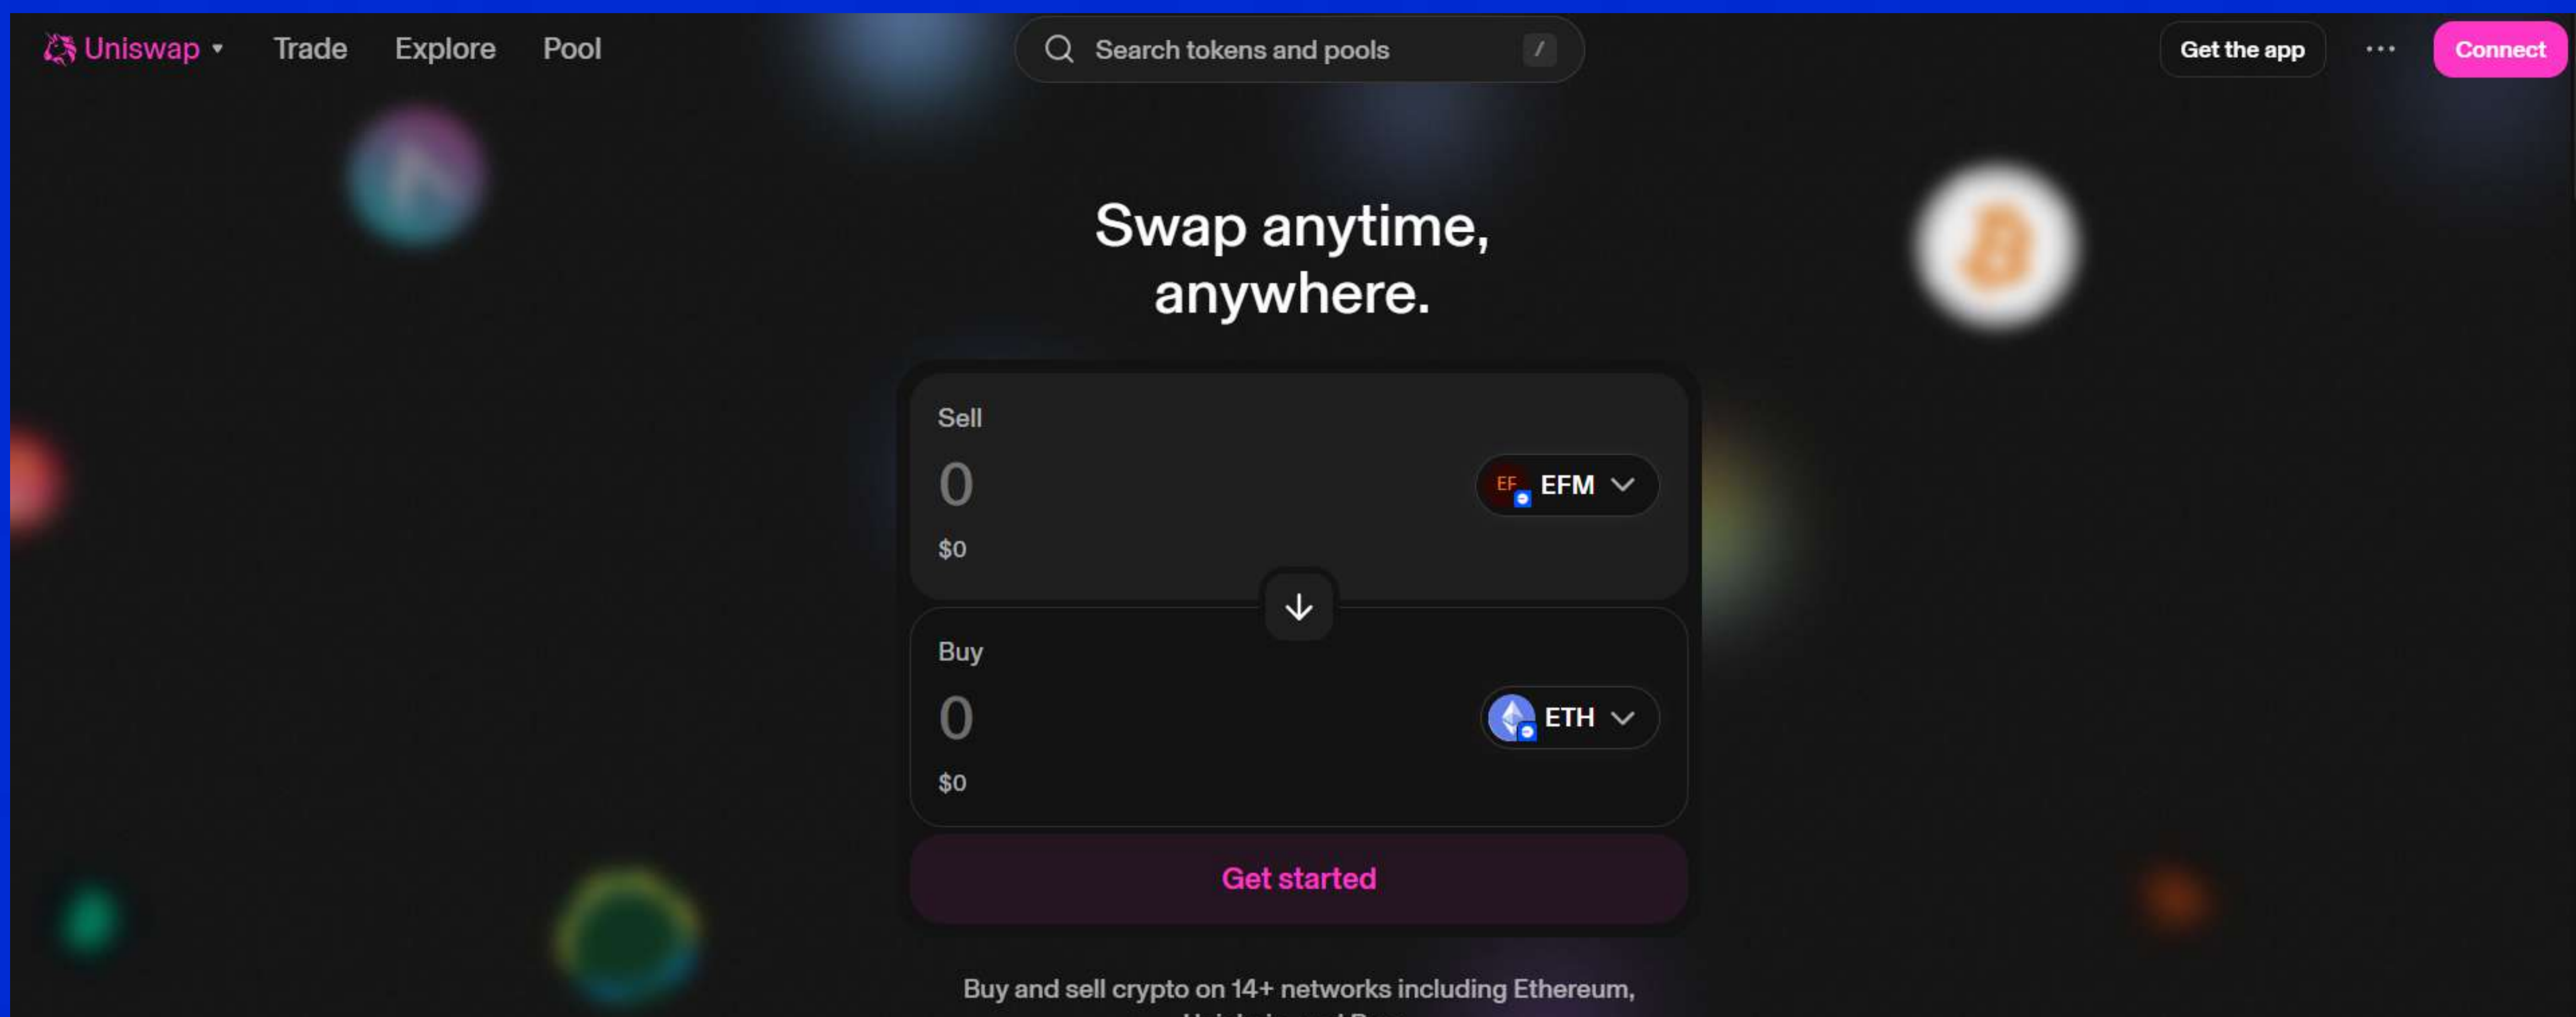 Uniswap Trade Explore Pool Search tokens and pools / Get the app ... Connect
Swap anytime,
anywhere.
Sell
0 EF EFM
$0
Buy
0 ETH
$0
Get started
Buy and sell crypto on 14+ networks including Ethereum,